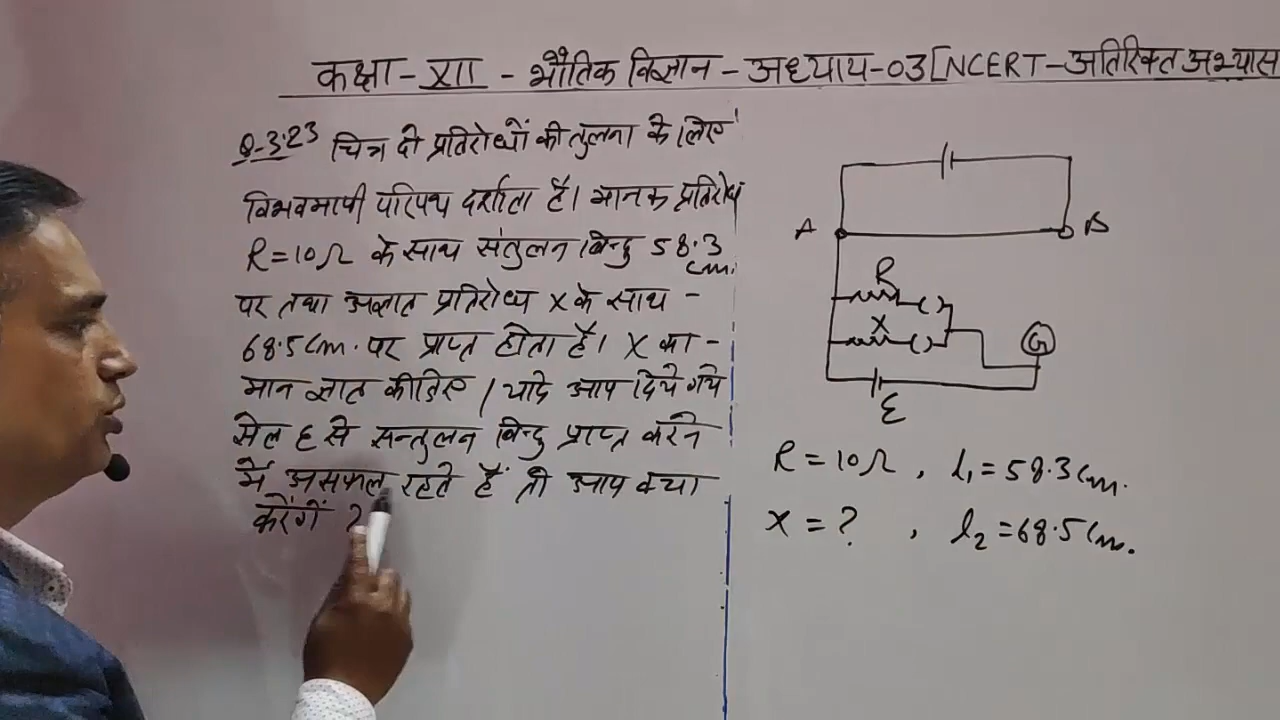 कक्षा - XII - भौतिक विज्ञान - अध्याय-03 [NCERT - अतिरिक्त अभ्यास
Q-3.23 चित्र दो प्रतिरोधों की तुलना के लिए
विभवमापी परिपथ दर्शाता है। मानक प्रतिरोध
R=10Ω के साथ संतुलन बिन्दु 58.3
cm.
पर तथा अज्ञात प्रतिरोध X के साथ -
68.5 cm. पर प्राप्त होता है। X का -
मान ज्ञात कीजिए / यदि आप दिये गये
सेल ε से सन्तुलन बिन्दु प्राप्त करने
में असफल रहते हैं तो आप क्या
करेंगें ?
A B
R
X
G
ε
R = 10Ω , l₁ = 58.3 cm.
X = ? , l₂ = 68.5 cm.